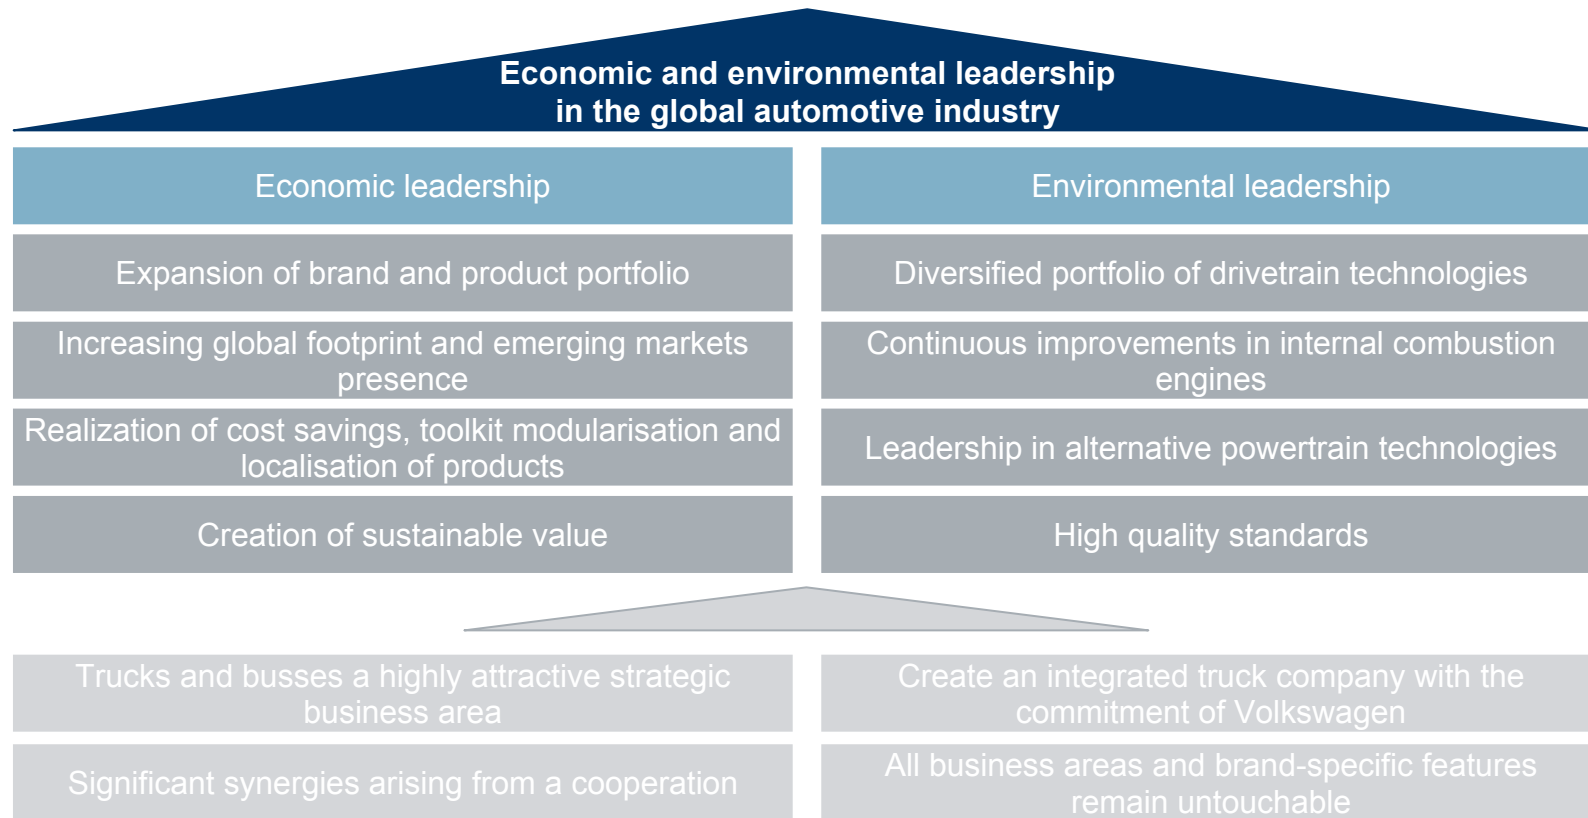 Economic and environmental leadership
in the global automotive industry
Economic leadership
Environmental leadership
Expansion of brand and product portfolio
Diversified portfolio of drivetrain technologies
Increasing global footprint and emerging markets
presence
Continuous improvements in internal combustion
engines
Realization of cost savings, toolkit modularisation and
localisation of products
Leadership in alternative powertrain technologies
Creation of sustainable value
High quality standards
Trucks and busses a highly attractive strategic
business area
Create an integrated truck company with the
commitment of Volkswagen
Significant synergies arising from a cooperation
All business areas and brand-specific features
remain untouchable